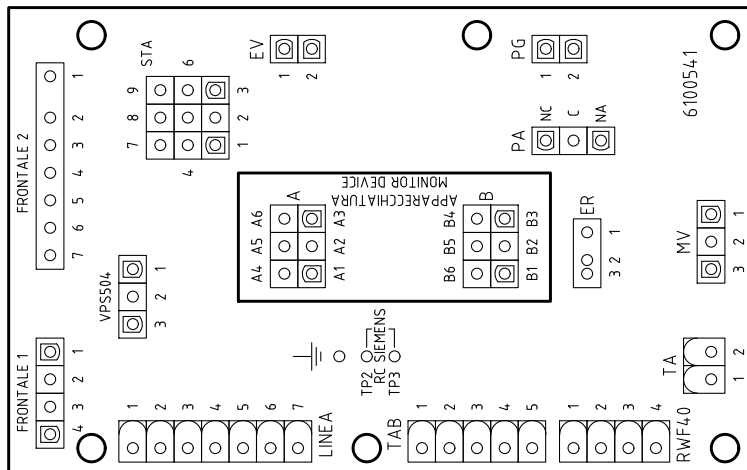 FRONTALE 2
1
2
3
4
5
6
7
STA
9 6
8
7 4
3
2
1
EV
1
2
PG
1
2
PA
NC
C
NA
6100541
APPARECCHIATURA
MONITOR DEVICE
A
A6 A3
A5 A2
A4 A1
B
B4 B3
B5 B2
B6 B1
ER
3 2 1
MV
3 2 1
VPS504
3 2 1
FRONTALE 1
1
2
3
4
TP2
RC SIEMENS
TP3
TA
1 2
LINEA
1 2 3 4 5 6 7
TAB
1 2 3 4 5
RWF40
1 2 3 4